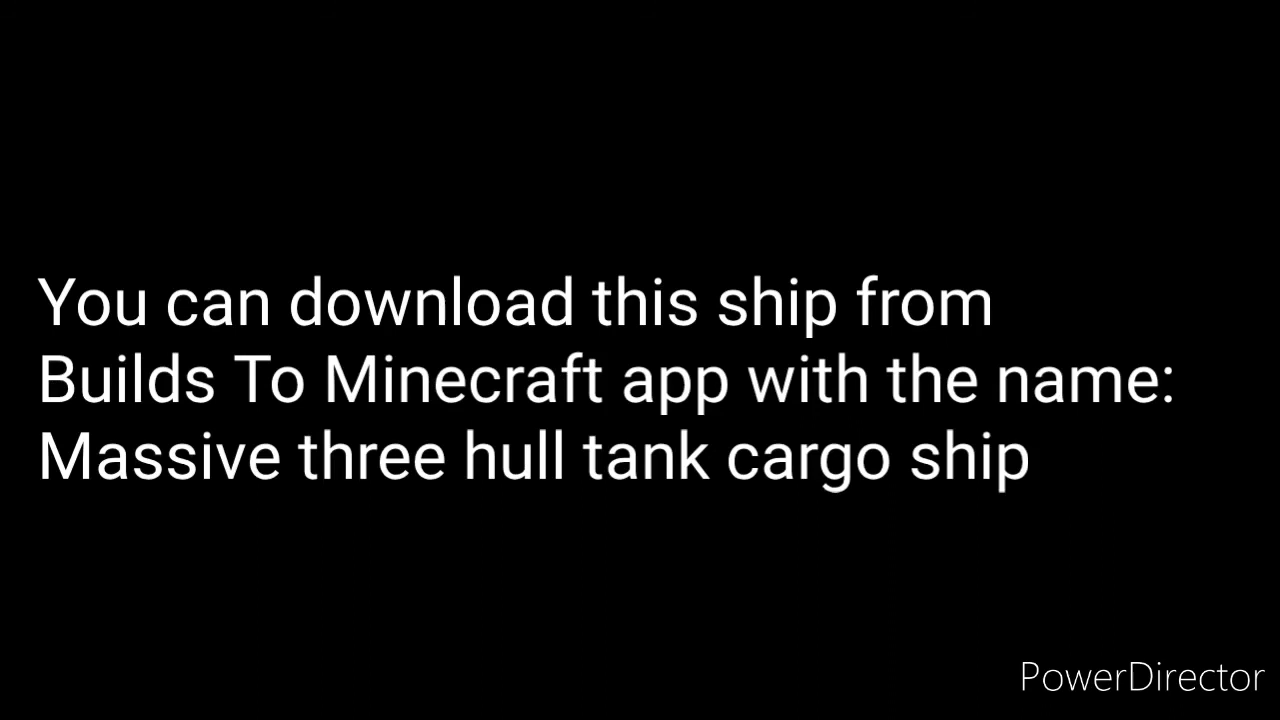 You can download this ship from
Builds To Minecraft app with the name:
Massive three hull tank cargo ship
PowerDirector